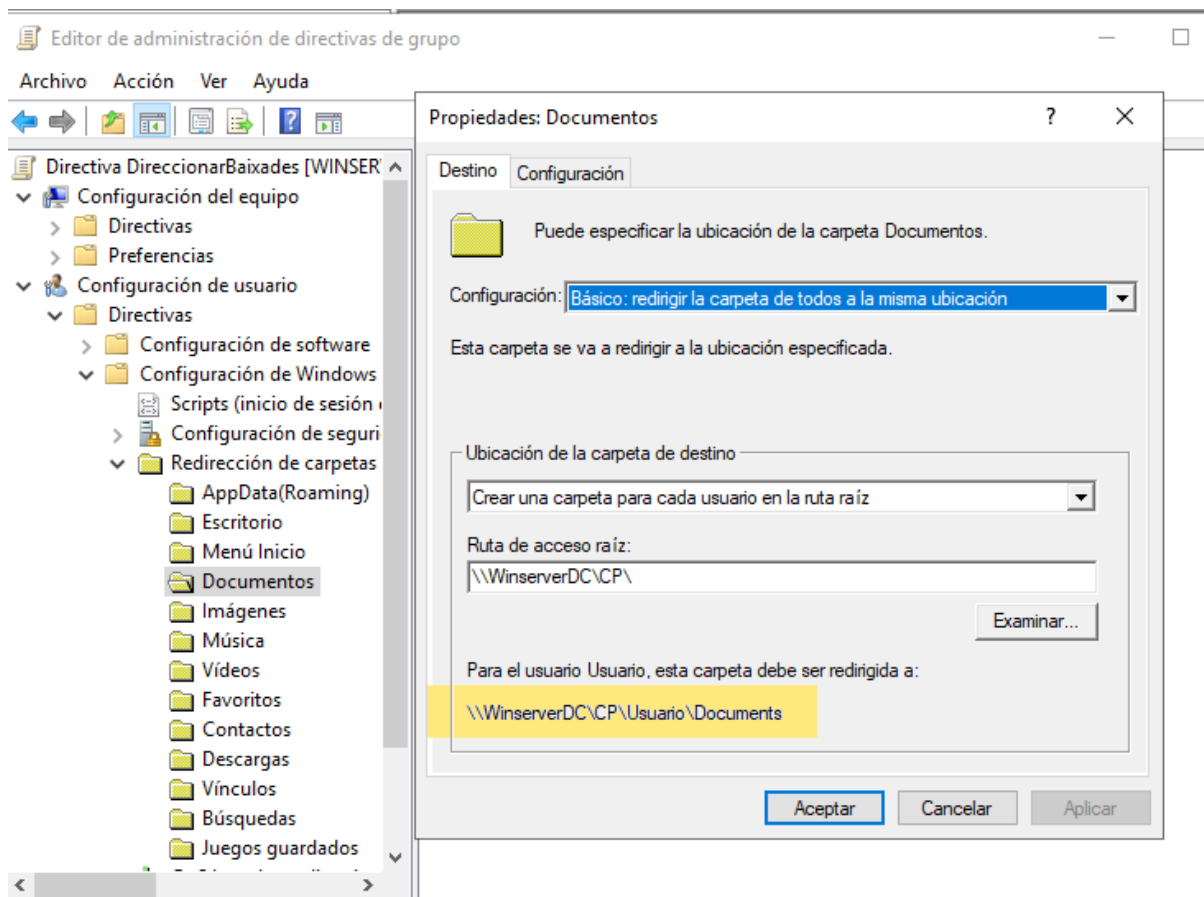 Editor de administración de directivas de grupo
Archivo Acción Ver Ayuda
Directiva DireccionarBaixades [WINSER
Configuración del equipo
Directivas
Preferencias
Configuración de usuario
Directivas
Configuración de software
Configuración de Windows
Scripts (inicio de sesión
Configuración de seguri
Redirección de carpetas
AppData(Roaming)
Escritorio
Menú Inicio
Documentos
Imágenes
Música
Vídeos
Favoritos
Contactos
Descargas
Vínculos
Búsquedas
Juegos guardados
Propiedades: Documentos
Destino Configuración
Puede especificar la ubicación de la carpeta Documentos.
Configuración: Básico: redirigir la carpeta de todos a la misma ubicación
Esta carpeta se va a redirigir a la ubicación especificada.
Ubicación de la carpeta de destino
Crear una carpeta para cada usuario en la ruta raíz
Ruta de acceso raíz:
\\WinserverDC\CP\
Examinar...
Para el usuario Usuario, esta carpeta debe ser redirigida a:
\\WinserverDC\CP\Usuario\Documents
Aceptar Cancelar Aplicar